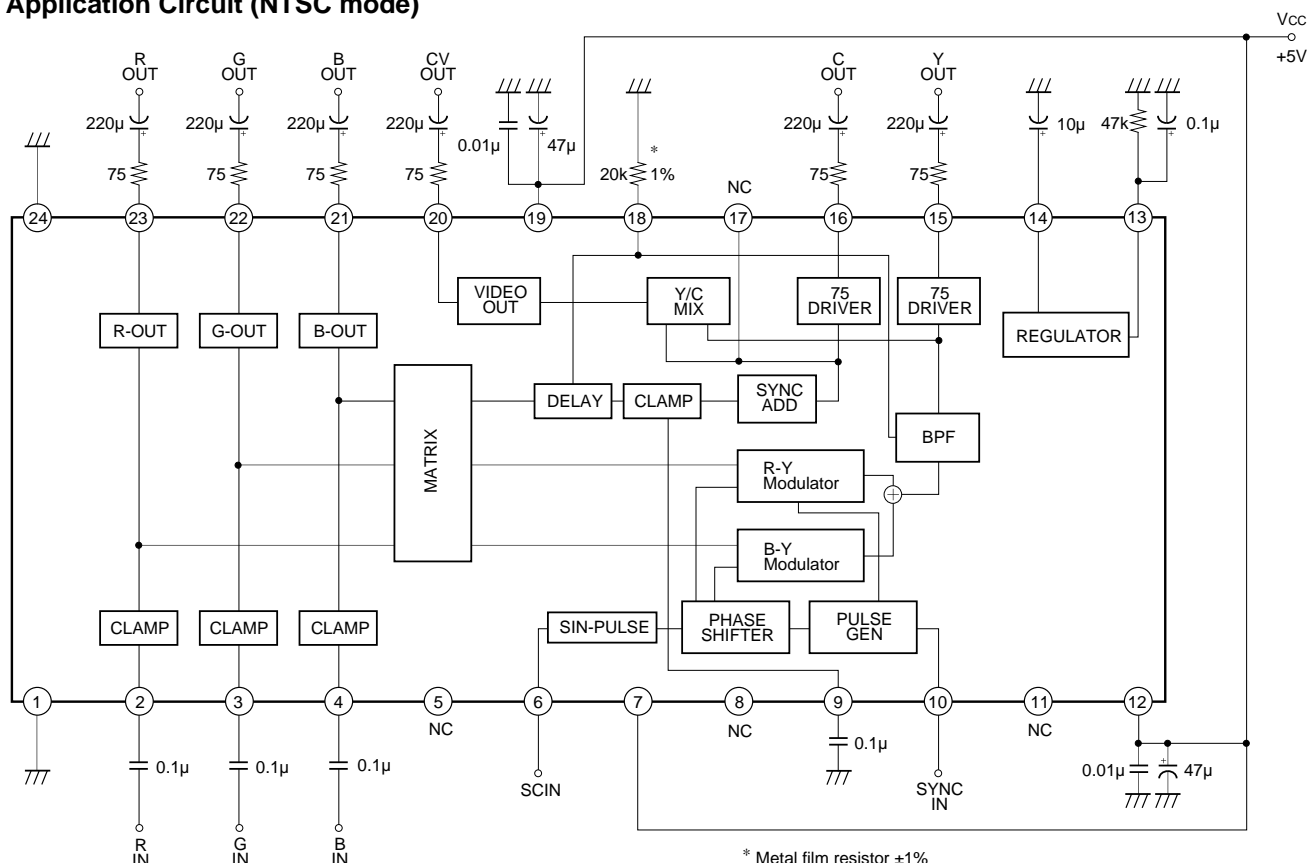 Application Circuit (NTSC mode)
VCC
+5V
R
OUT
G
OUT
B
OUT
CV
OUT
C
OUT
Y
OUT
220µ
+
220µ
+
220µ
+
220µ
+
0.01µ
47µ
+
*
220µ
+
220µ
+
10µ
+
47k
0.1µ
+
75
75
75
75
20k
1%
NC
75
75
24
23
22
21
20
19
18
17
16
15
14
13
VIDEO
OUT
Y/C
MIX
75
DRIVER
75
DRIVER
R-OUT
G-OUT
B-OUT
REGULATOR
MATRIX
DELAY
CLAMP
SYNC
ADD
BPF
R-Y
Modulator
+
B-Y
Modulator
CLAMP
CLAMP
CLAMP
SIN-PULSE
PHASE
SHIFTER
PULSE
GEN
1
2
3
4
5
6
7
8
9
10
11
12
NC
NC
NC
0.1µ
0.1µ
0.1µ
0.1µ
0.01µ
+
47µ
SCIN
SYNC
IN
R
IN
G
IN
B
IN
* Metal film resistor ±1%